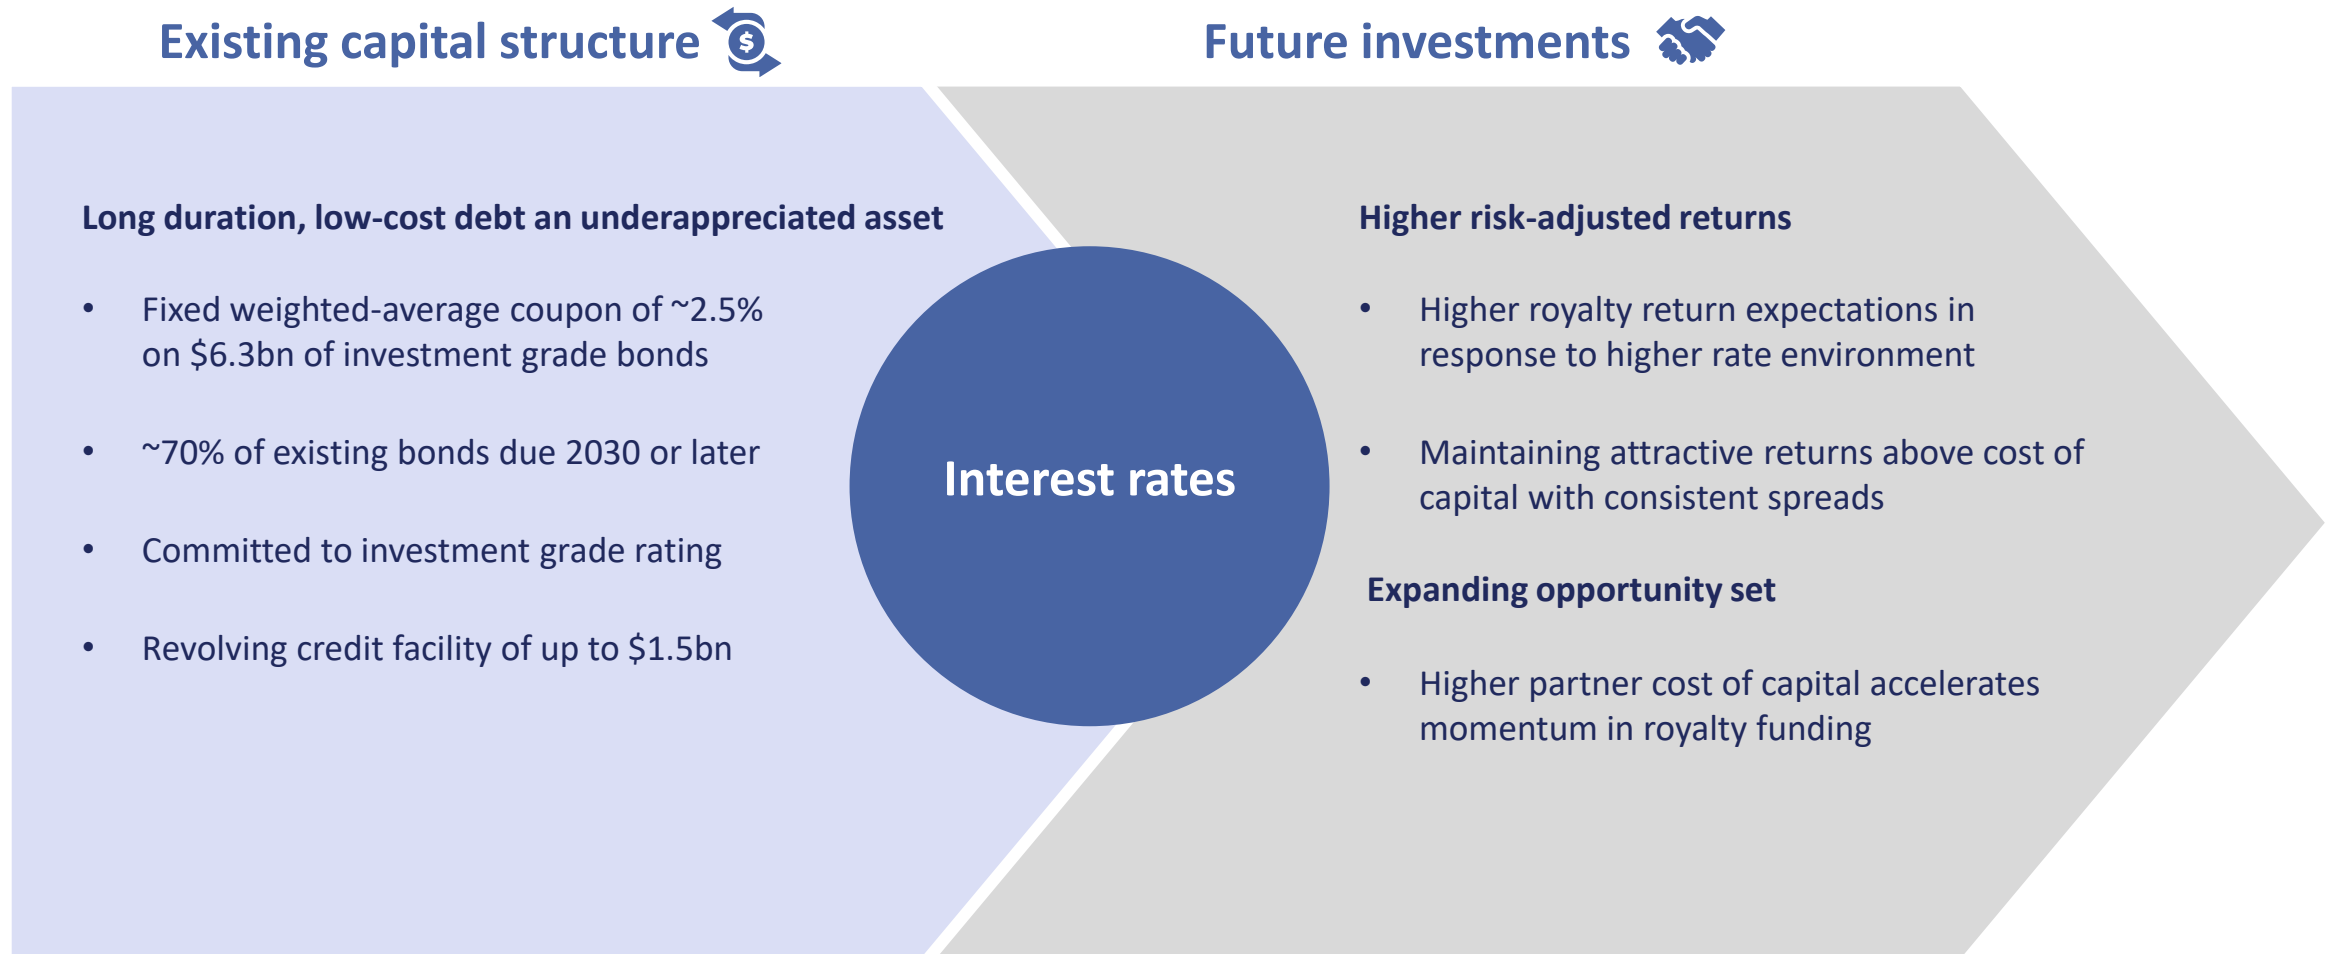 Existing capital structure
$
Long duration, low-cost debt an underappreciated asset
• Fixed weighted-average coupon of ~2.5%
on $6.3bn of investment grade bonds
• ~70% of existing bonds due 2030 or later
• Committed to investment grade rating
• Revolving credit facility of up to $1.5bn
Interest rates
Future investments
Higher risk-adjusted returns
• Higher royalty return expectations in
response to higher rate environment
• Maintaining attractive returns above cost of
capital with consistent spreads
Expanding opportunity set
• Higher partner cost of capital accelerates
momentum in royalty funding